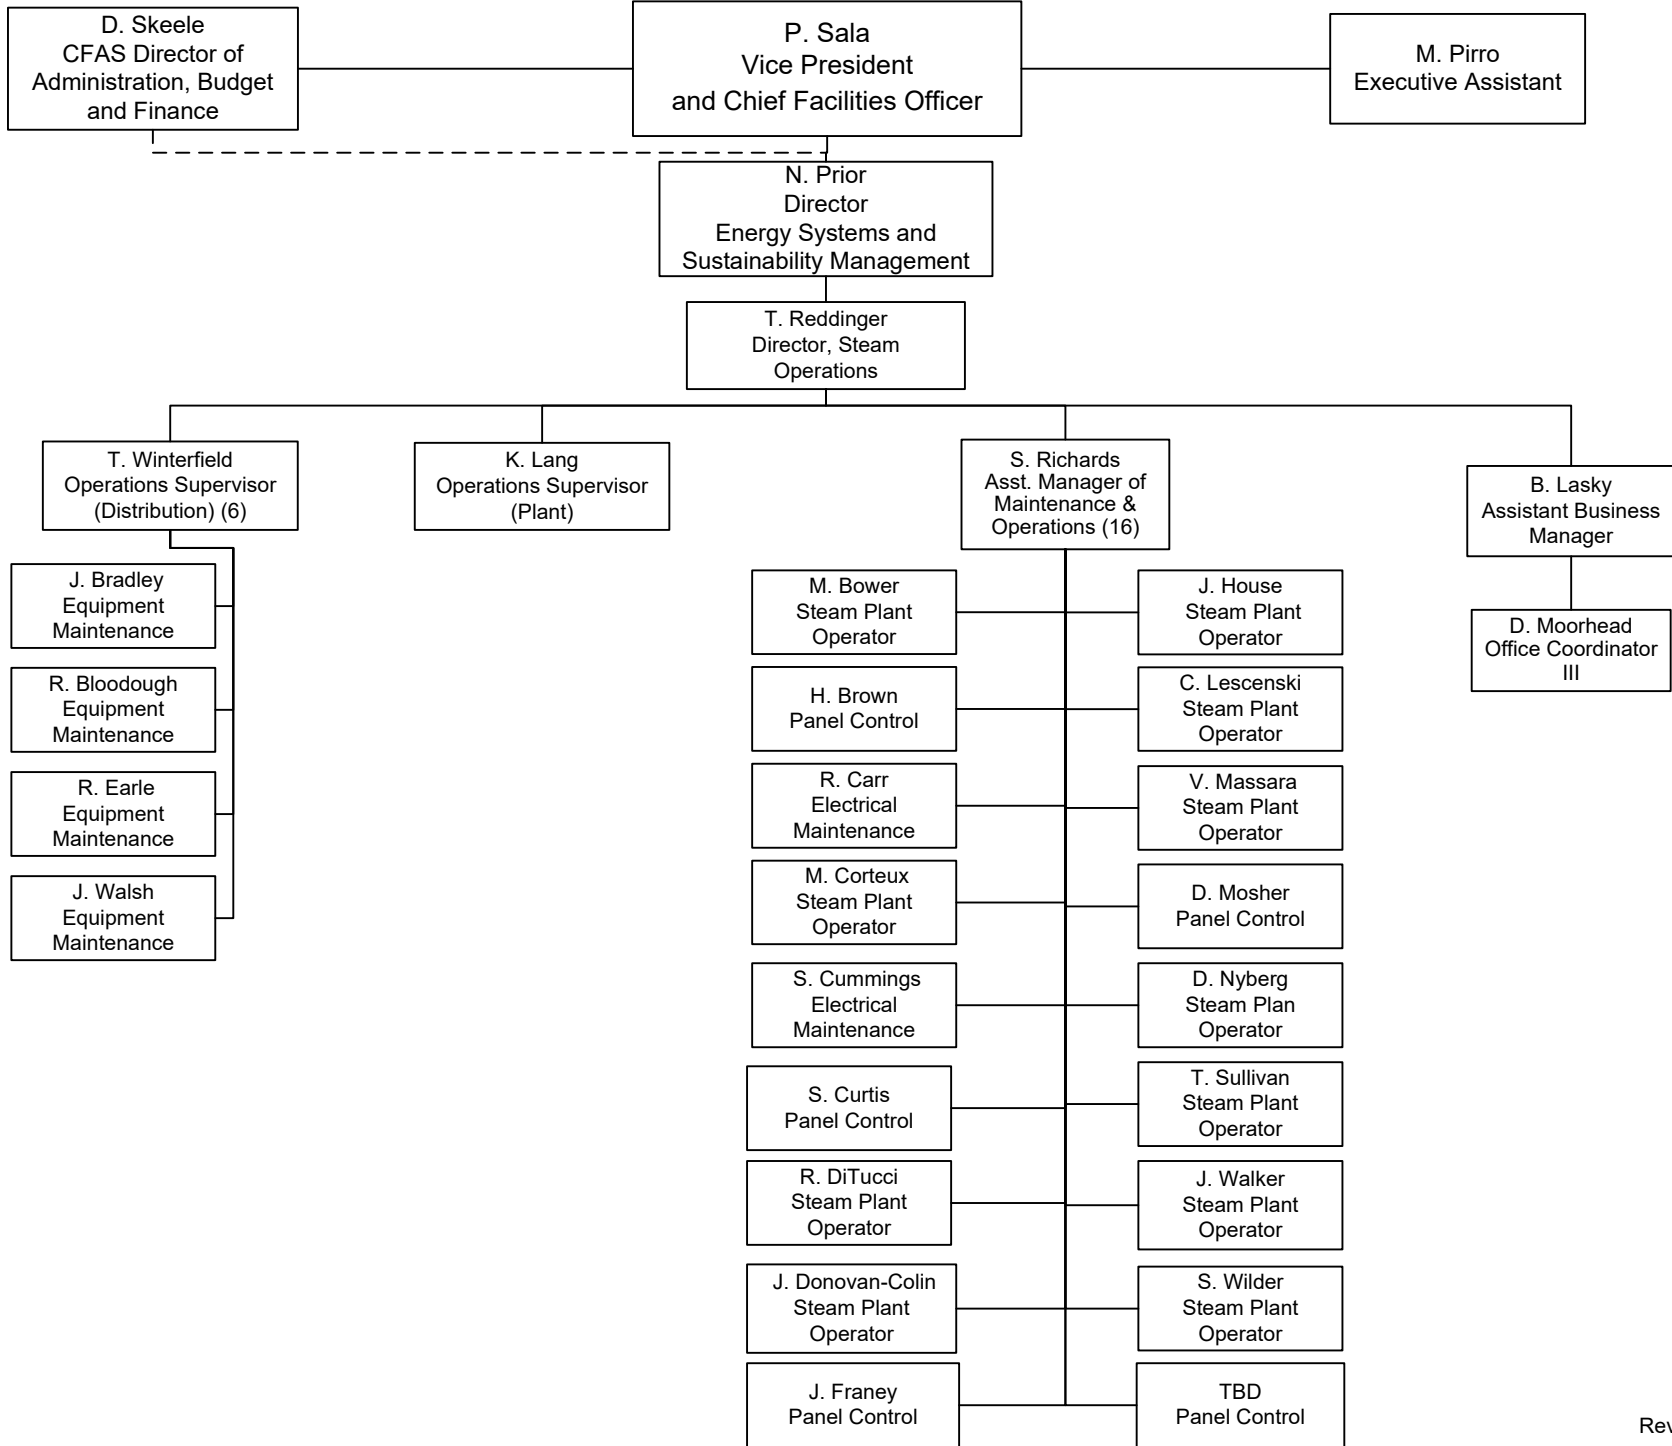 D. Skeele
CFAS Director of
Administration, Budget
and Finance
P. Sala
Vice President
and Chief Facilities Officer
M. Pirro
Executive Assistant
N. Prior
Director
Energy Systems and
Sustainability Management
T. Reddinger
Director, Steam
Operations
T. Winterfield
Operations Supervisor
(Distribution) (6)
K. Lang
Operations Supervisor
(Plant)
S. Richards
Asst. Manager of
Maintenance &
Operations (16)
B. Lasky
Assistant Business
Manager
J. Bradley
Equipment
Maintenance
R. Bloodough
Equipment
Maintenance
R. Earle
Equipment
Maintenance
J. Walsh
Equipment
Maintenance
M. Bower
Steam Plant
Operator
H. Brown
Panel Control
R. Carr
Electrical
Maintenance
M. Corteux
Steam Plant
Operator
S. Cummings
Electrical
Maintenance
S. Curtis
Panel Control
R. DiTucci
Steam Plant
Operator
J. Donovan-Colin
Steam Plant
Operator
J. Franey
Panel Control
J. House
Steam Plant
Operator
C. Lescenski
Steam Plant
Operator
V. Massara
Steam Plant
Operator
D. Mosher
Panel Control
D. Nyberg
Steam Plan
Operator
T. Sullivan
Steam Plant
Operator
J. Walker
Steam Plant
Operator
S. Wilder
Steam Plant
Operator
TBD
Panel Control
D. Moorhead
Office Coordinator
III
Rev